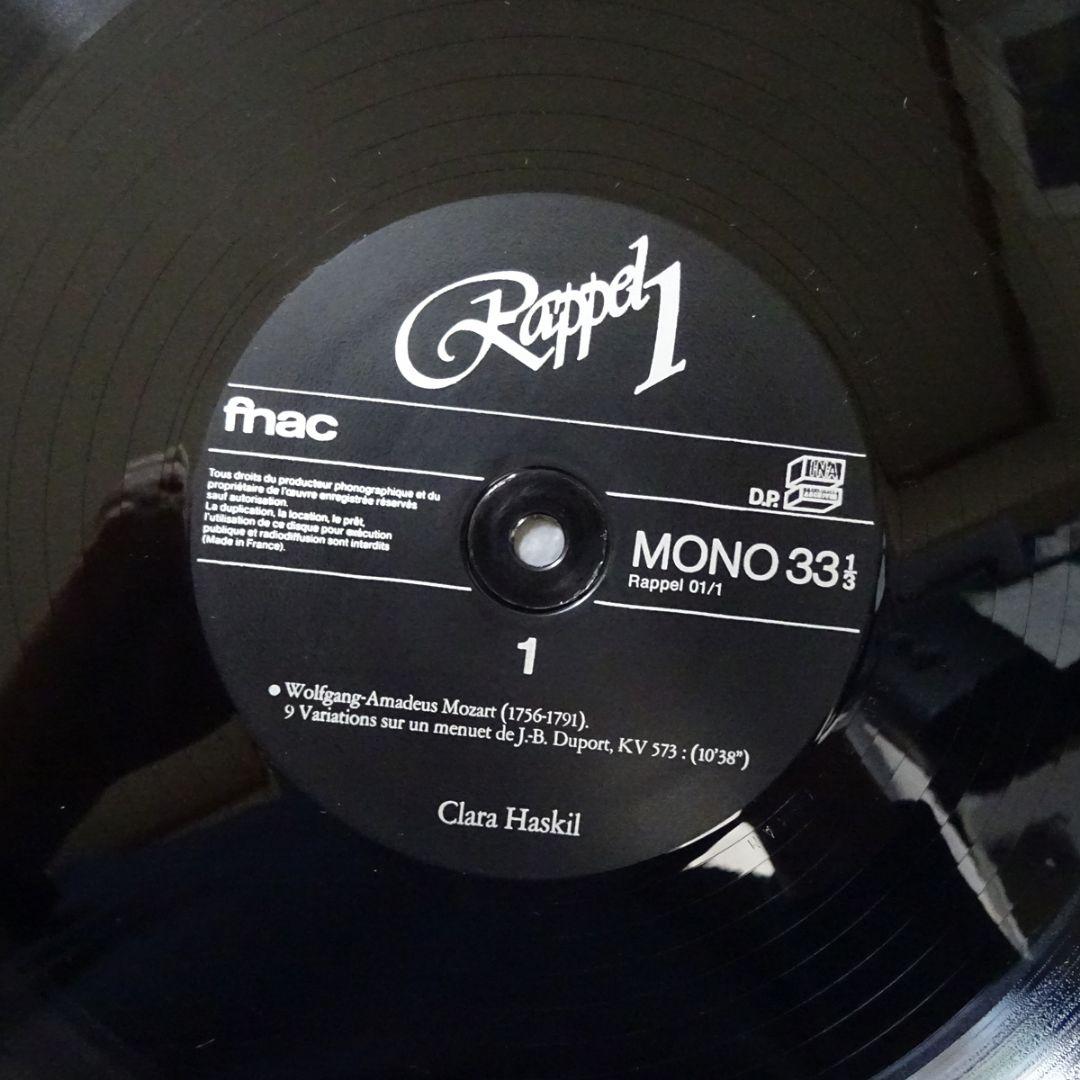 Rappel 1
fnac
INA
D.P.
Tous droits du producteur phonographique et du
propriétaire de l'œuvre enregistrée réservés
sauf autorisation.
La duplication, la location, le prêt,
l'utilisation de ce disque pour exécution
publique et radiodiffusion sont interdits
(Made in France).
MONO 33 1/3
Rappel 01/1
1
● Wolfgang-Amadeus Mozart (1756-1791).
9 Variations sur un menuet de J.-B. Duport, KV 573 : (10'38")
Clara Haskil